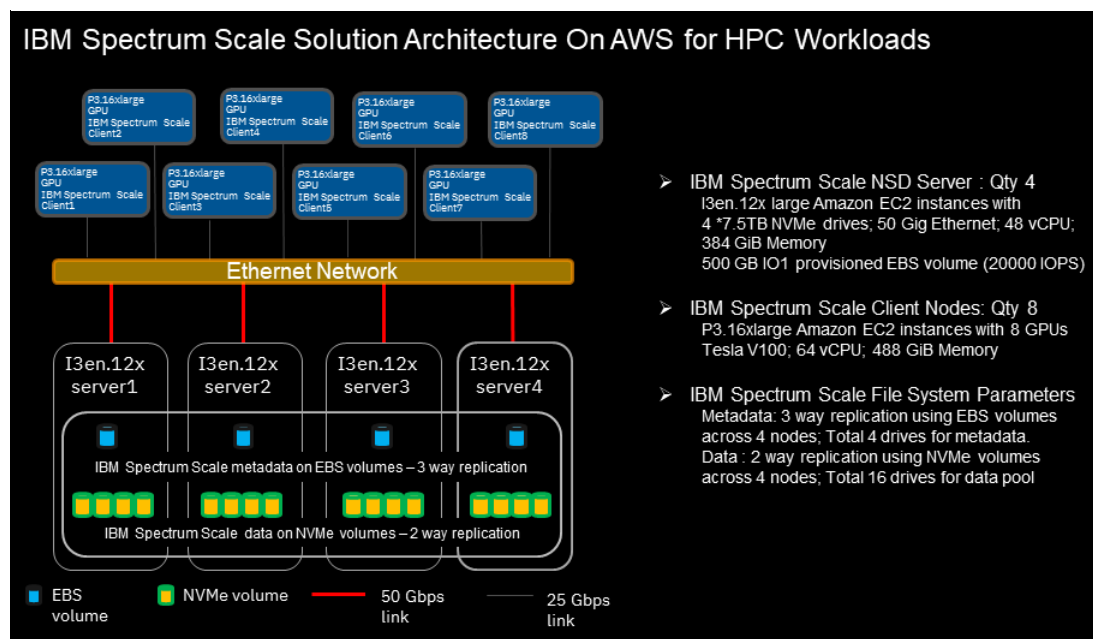 IBM Spectrum Scale Solution Architecture On AWS for HPC Workloads
P3.16xlarge
GPU
IBM Spectrum Scale
Client2
P3.16xlarge
GPU
IBM Spectrum Scale
Client4
P3.16xlarge
GPU
IBM Spectrum Scale
Client6
P3.16xlarge
GPU
IBM Spectrum Scale
Client8
P3.16xlarge
GPU
IBM Spectrum Scale
Client1
P3.16xlarge
GPU
IBM Spectrum Scale
Client3
P3.16xlarge
GPU
IBM Spectrum Scale
Client5
P3.16xlarge
GPU
IBM Spectrum Scale
Client7
Ethernet Network
I3en.12x
server1
I3en.12x
server2
I3en.12x
server3
I3en.12x
server4
IBM Spectrum Scale metadata on EBS volumes – 3 way replication
IBM Spectrum Scale data on NVMe volumes – 2 way replication
EBS
volume
NVMe volume
50 Gbps
link
25 Gbps
link
➢ IBM Spectrum Scale NSD Server : Qty 4
I3en.12x large Amazon EC2 instances with
4 *7.5TB NVMe drives; 50 Gig Ethernet; 48 vCPU;
384 GiB Memory
500 GB IO1 provisioned EBS volume (20000 IOPS)
➢ IBM Spectrum Scale Client Nodes: Qty 8
P3.16xlarge Amazon EC2 instances with 8 GPUs
Tesla V100; 64 vCPU; 488 GiB Memory
➢ IBM Spectrum Scale File System Parameters
Metadata: 3 way replication using EBS volumes
across 4 nodes; Total 4 drives for metadata.
Data : 2 way replication using NVMe volumes
across 4 nodes; Total 16 drives for data pool